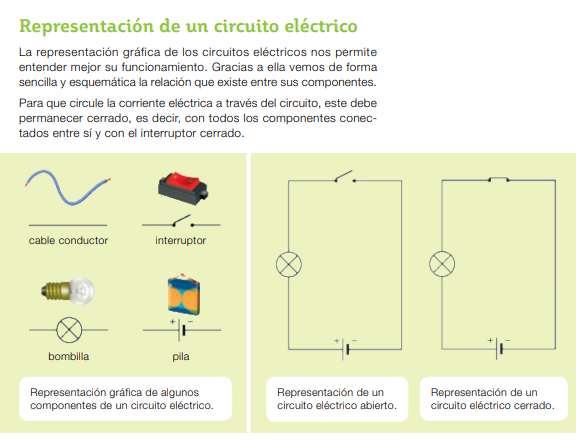 Representación de un circuito eléctrico
La representación gráfica de los circuitos eléctricos nos permite
entender mejor su funcionamiento. Gracias a ella vemos de forma
sencilla y esquemática la relación que existe entre sus componentes.
Para que circule la corriente eléctrica a través del circuito, este debe
permanecer cerrado, es decir, con todos los componentes conec-
tados entre sí y con el interruptor cerrado.
cable conductor
interruptor
+ −
bombilla
pila
+ −
+ −
Representación gráfica de algunos
componentes de un circuito eléctrico.
Representación de un
circuito eléctrico abierto.
Representación de un
circuito eléctrico cerrado.